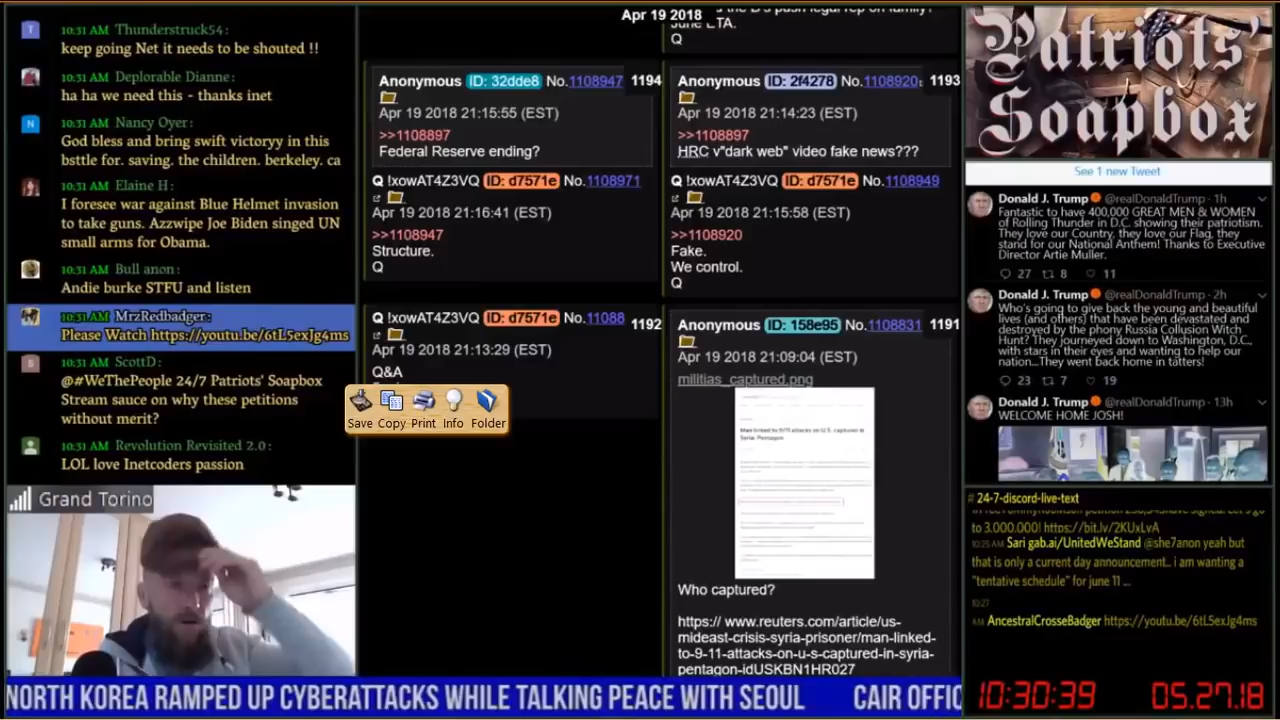 10:31 AM Thunderstruck54:
keep going Net it needs to be shouted !!
10:31 AM Deplorable Dianne:
ha ha we need this - thanks inet
10:31 AM Nancy Oyer:
God bless and bring swift victoryy in this
bsttle for. saving. the children. berkeley. ca
10:31 AM Elaine H:
I foresee war against Blue Helmet invasion
to take guns. Azzwipe Joe Biden singed UN
small arms for Obama.
10:31 AM Bull anon:
Andie burke STFU and listen
10:31 AM MrzRedbadger:
Please Watch https://youtu.be/6tL5exJg4ms
10:31 AM ScottD:
@#WeThePeople 24/7 Patriots' Soapbox
Stream sauce on why these petitions
without merit?
10:31 AM Revolution Revisited 2.0:
LOL love Inetcoders passion
Grand Torino
Apr 19 2018
Q
Anonymous ID: 32dde8 No.1108947 1194
Apr 19 2018 21:15:55 (EST)
>>1108897
Federal Reserve ending?
Q !xowAT4Z3VQ ID: d7571e No.1108971
Apr 19 2018 21:16:41 (EST)
>>1108947
Structure.
Q
Q !xowAT4Z3VQ ID: d7571e No.11088 1192
Apr 19 2018 21:13:29 (EST)
Q&A
Save Copy Print Info Folder
Anonymous ID: 2f4278 No.1108920 1193
Apr 19 2018 21:14:23 (EST)
>>1108897
HRC v"dark web" video fake news???
Q !xowAT4Z3VQ ID: d7571e No.1108949
Apr 19 2018 21:15:58 (EST)
>>1108920
Fake.
We control.
Q
Anonymous ID: 158e95 No.1108831 1191
Apr 19 2018 21:09:04 (EST)
militias_captured.png
Man linked to 9/11 attacks on U.S. captured in
Syria: Pentagon
Who captured?
https:// www.reuters.com/article/us-
mideast-crisis-syria-prisoner/man-linked-
to-9-11-attacks-on-u-s-captured-in-syria-
pentagon-idUSKBN1HR027
Patriots'
Soapbox
See 1 new Tweet
Donald J. Trump @realDonaldTrump · 1h
Fantastic to have 400,000 GREAT MEN & WOMEN
of Rolling Thunder in D.C. showing their patriotism.
They love our Country, they love our Flag, they
stand for our National Anthem! Thanks to Executive
Director Artie Muller.
27 8 11
Donald J. Trump @realDonaldTrump · 2h
Who's going to give back the young and beautiful
lives (and others) that have been devastated and
destroyed by the phony Russia Collusion Witch
Hunt? They journeyed down to Washington, D.C.,
with stars in their eyes and wanting to help our
nation...They went back home in tatters!
23 7 19
Donald J. Trump @realDonaldTrump · 13h
WELCOME HOME JOSH!
# 24-7-discord-live-text
to 3,000,000! https://bit.ly/2KUxLvA
10:25 AM Sari gab.ai/UnitedWeStand @she7anon yeah but
that is only a current day announcement... i am wanting a
"tentative schedule" for june 11 ...
10:27
AM AncestralCrosseBadger https://youtu.be/6tL5exJg4ms
10:30:39 05.27.18
NORTH KOREA RAMPED UP CYBERATTACKS WHILE TALKING PEACE WITH SEOUL CAIR OFFIC